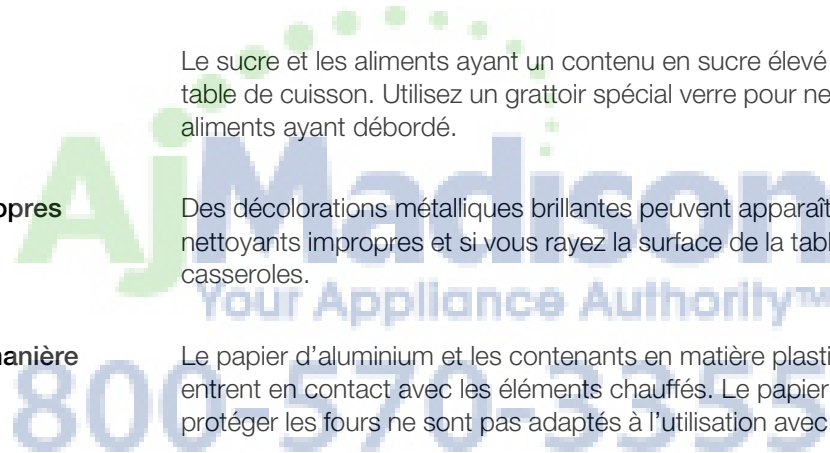 Le sucre et les aliments ayant un contenu en sucre élevé
table de cuisson. Utilisez un grattoir spécial verre pour ne
aliments ayant débordé.
opres Des décolorations métalliques brillantes peuvent apparaît
nettoyants impropres et si vous rayez la surface de la tabl
casseroles.
nanière Le papier d'aluminium et les contenants en matière plasti
entrent en contact avec les éléments chauffés. Le papier
protéger les fours ne sont pas adaptés à l'utilisation avec
AjMadison
Your Appliance Authority™
800-570-3355